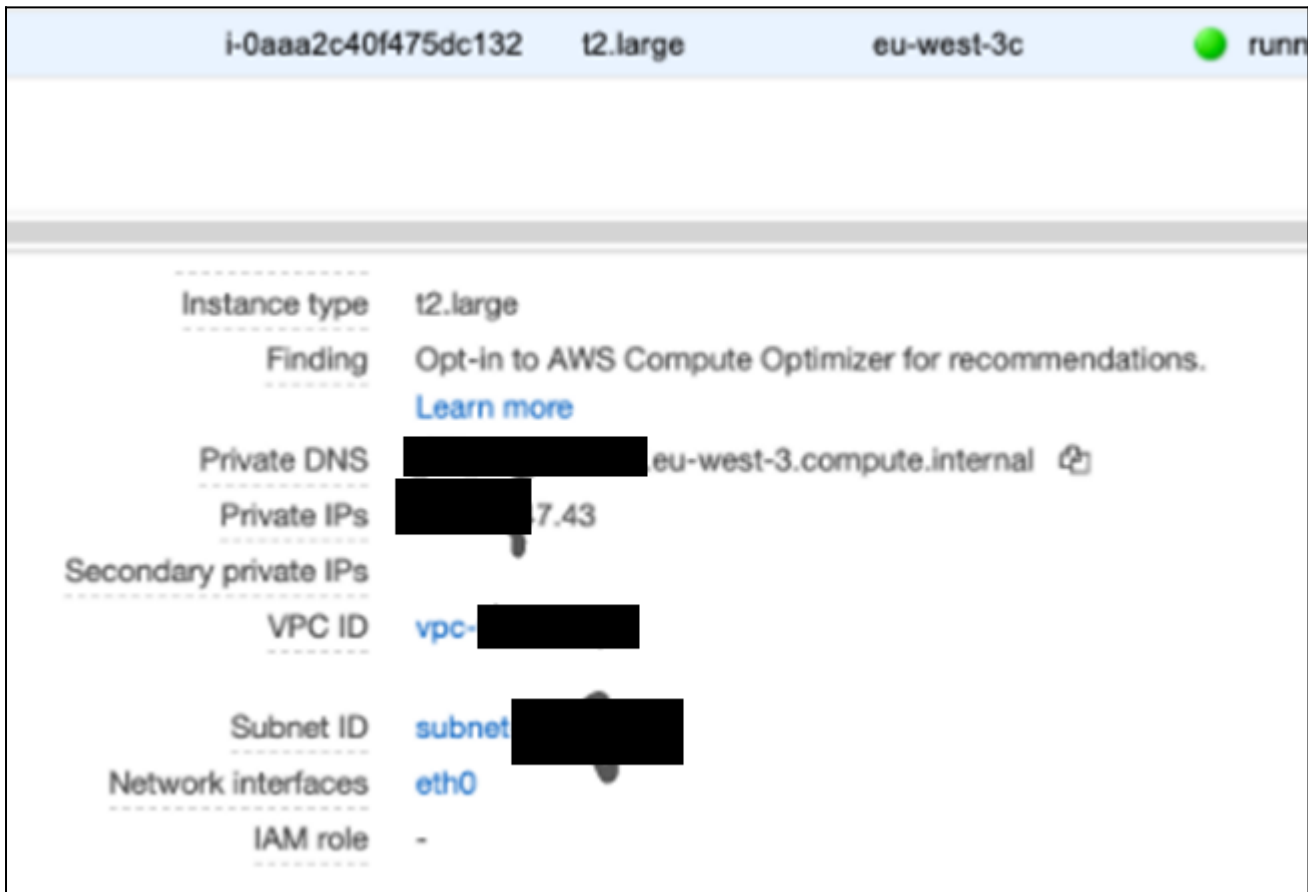 i-0aaa2c40f475dc132 t2.large eu-west-3c runn
Instance type t2.large
Finding Opt-in to AWS Compute Optimizer for recommendations.
Learn more
Private DNS .eu-west-3.compute.internal
Private IPs 7.43
Secondary private IPs
VPC ID vpc-
Subnet ID subnet
Network interfaces eth0
IAM role -